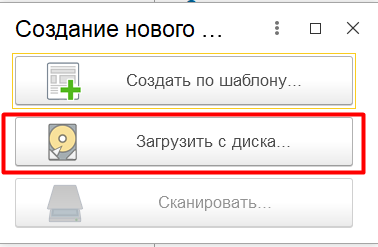 Создание нового ...
Создать по шаблону...
Загрузить с диска...
Сканировать...